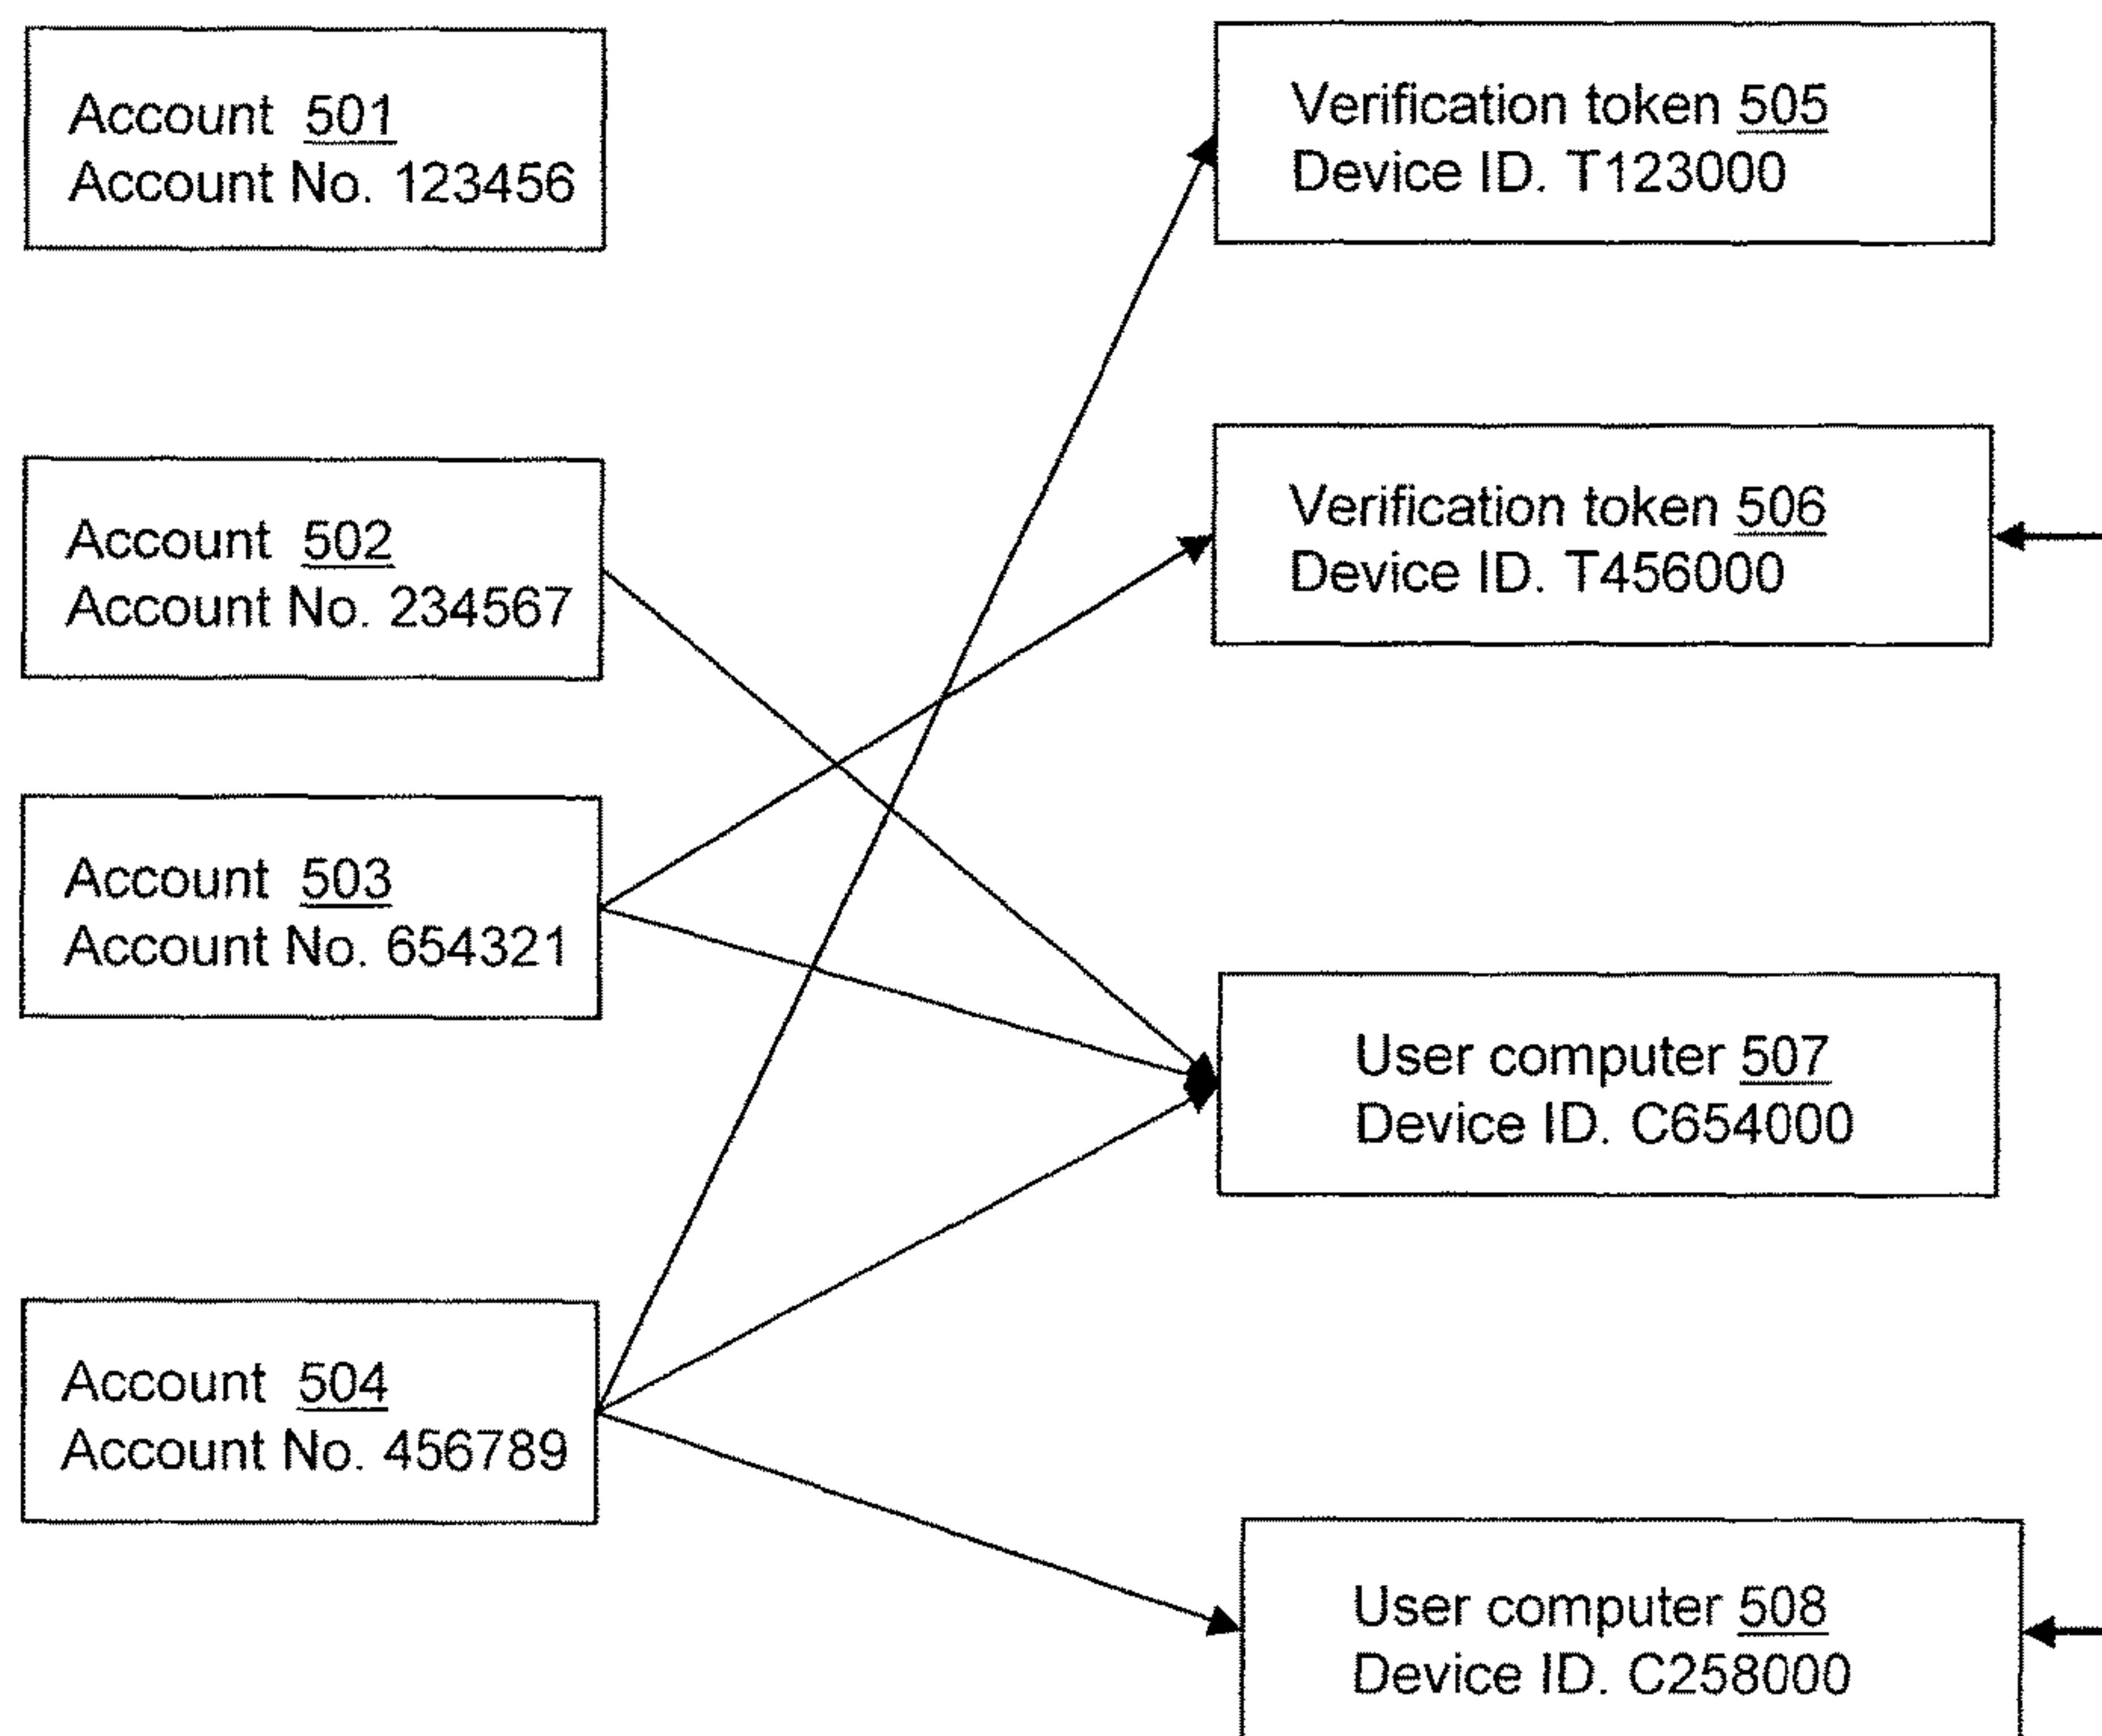 Account 501
Account No. 123456
Verification token 505
Device ID. T123000
Account 502
Account No. 234567
Verification token 506
Device ID. T456000
Account 503
Account No. 654321
User computer 507
Device ID. C654000
Account 504
Account No. 456789
User computer 508
Device ID. C258000